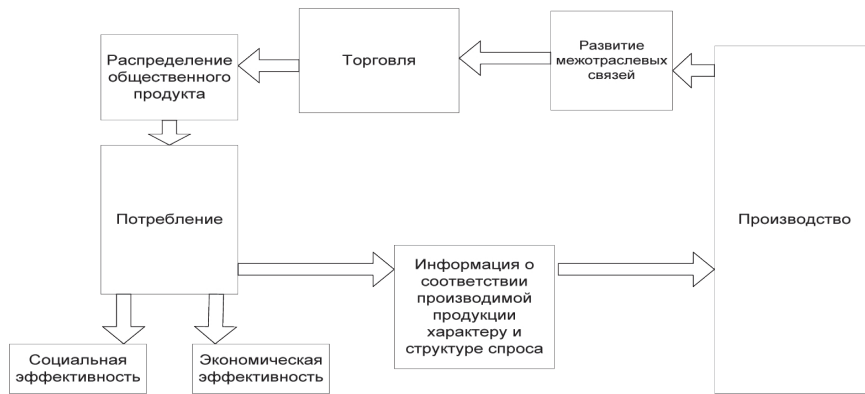 Распределение
общественного
продукта
Торговля
Развитие
межотраслевых
связей
Потребление
Производство
Информация о
соответствии
производимой
продукции
характеру и
структуре спроса
Социальная
эффективность
Экономическая
эффективность